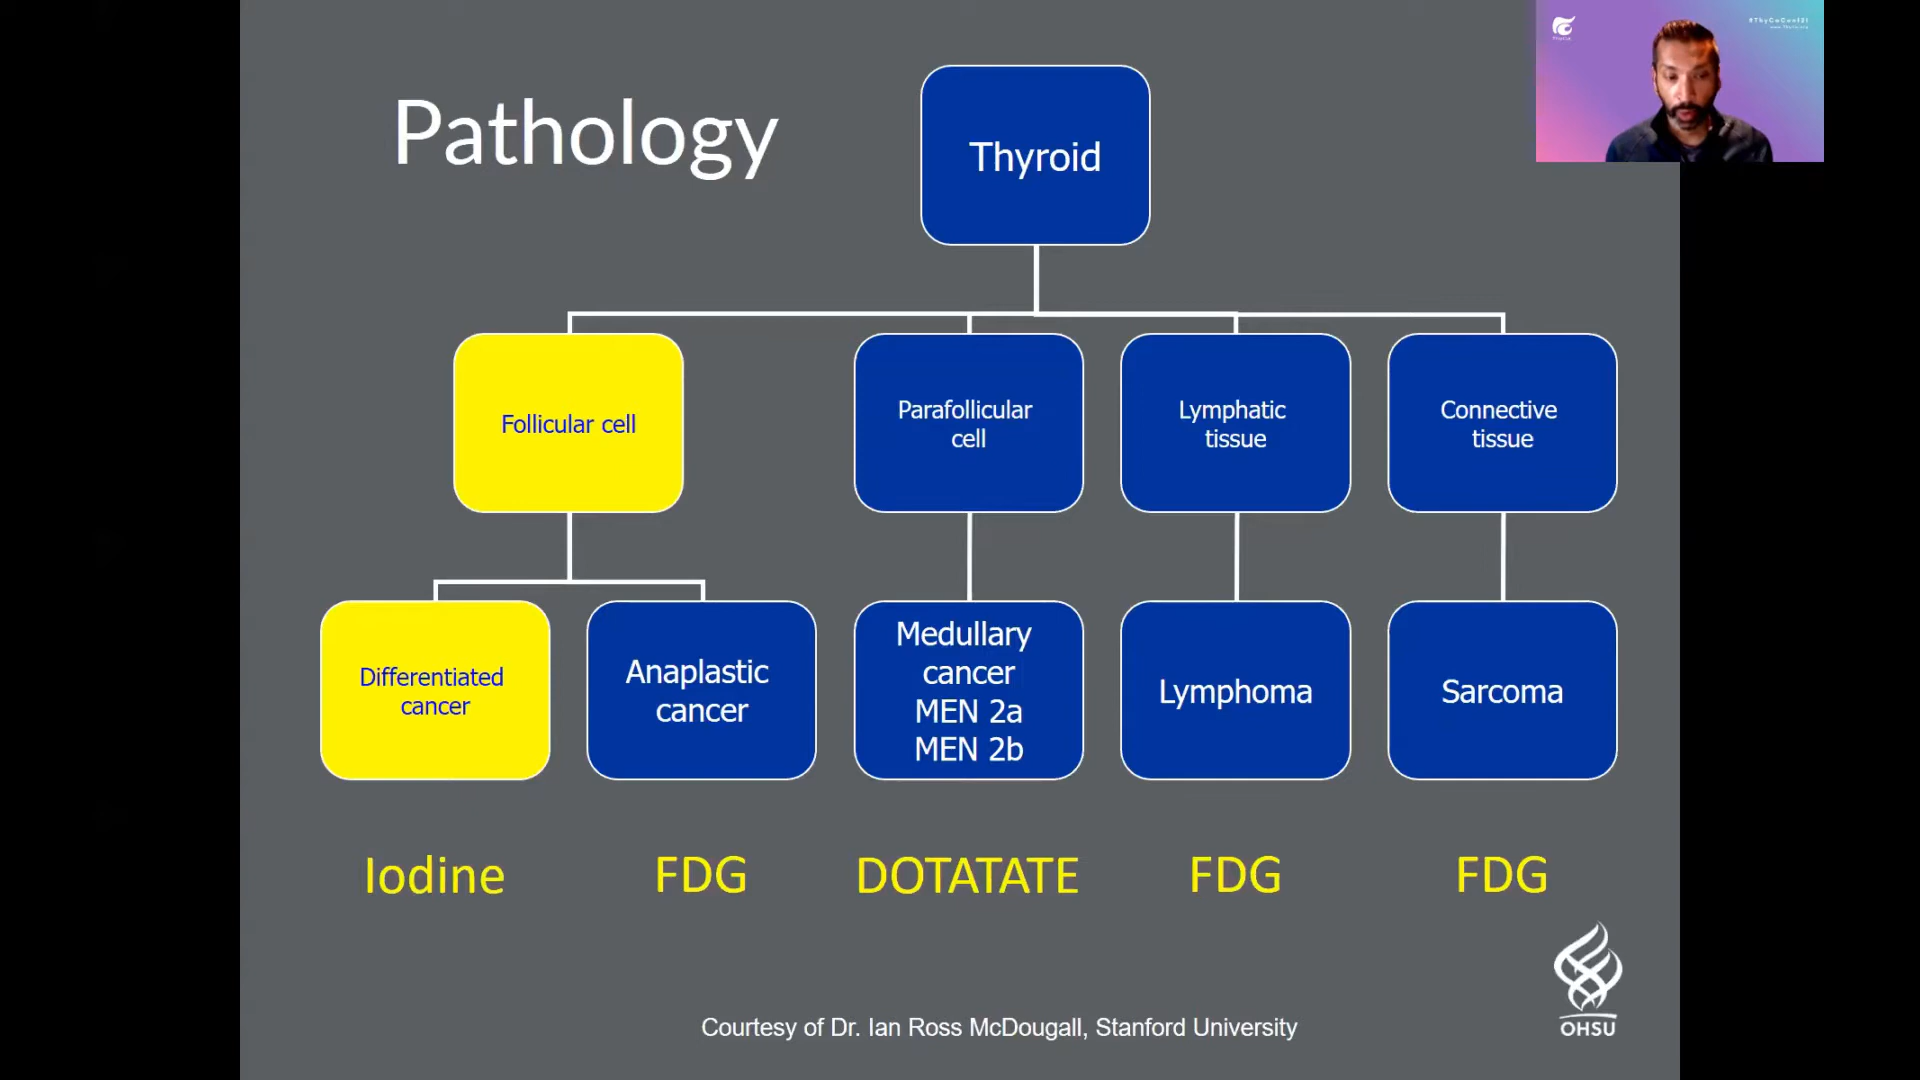 Pathology
Thyroid
#ThyCaConf21
Follicular cell
Parafollicular
cell
Lymphatic
tissue
Connective
tissue
Differentiated
cancer
Anaplastic
cancer
Medullary
cancer
MEN 2a
MEN 2b
Lymphoma
Sarcoma
Iodine
FDG
DOTATATE
FDG
FDG
OHSU
Courtesy of Dr. Ian Ross McDougall, Stanford University